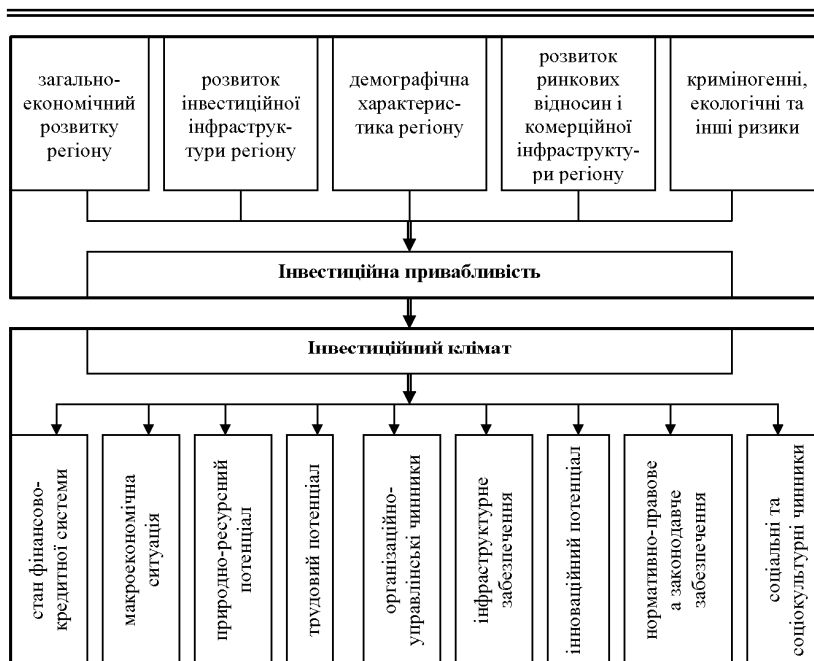 загально-
економічний
розвитку
регіону
розвиток
інвестиційної
інфраструк-
тури регіону
демографічна
характерис-
тика регіону
розвиток
ринкових
відносин і
комерційної
інфраструкту-
ри регіону
криміногенні,
екологічні та
інші ризики
Інвестиційна привабливість
Інвестиційний клімат
стан фінансово-
кредитної системи
макроекономічна
ситуація
природно-ресурсний
потенціал
трудовий потенціал
організаційно-
управлінські чинники
інфраструктурне
забезпечення
інноваційний потенціал
нормативно-правове
а законодавче
забезпечення
соціальні та
соціокультурні чинники